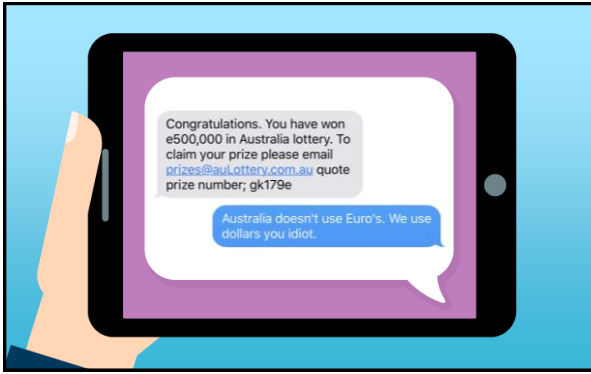 Congratulations. You have won
e500,000 in Australia lottery. To
claim your prize please email
prizes@auLottery.com.au quote
prize number; gk179e
Australia doesn't use Euro's. We use
dollars you idiot.